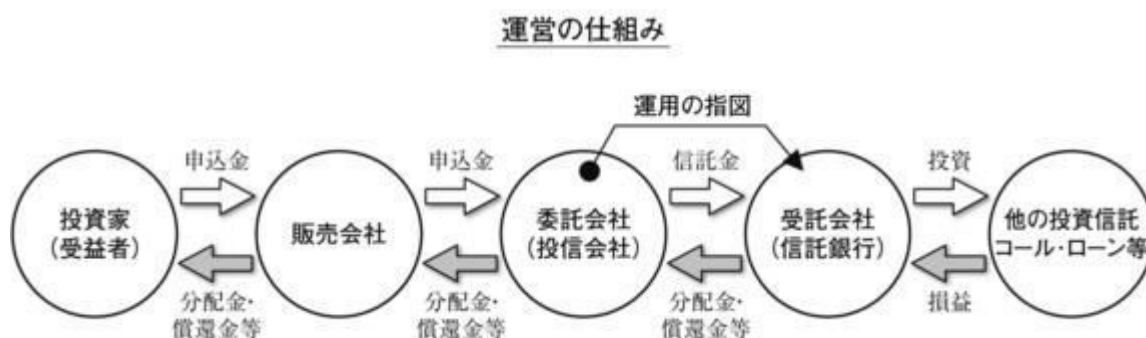 運営の仕組み
運用の指図
申込金
申込金
信託金
投資
投資家
(受益者)
販売会社
委託会社
(投信会社)
受託会社
(信託銀行)
他の投資信託
コール・ローン等
分配金・
償還金等
分配金・
償還金等
分配金・
償還金等
損益